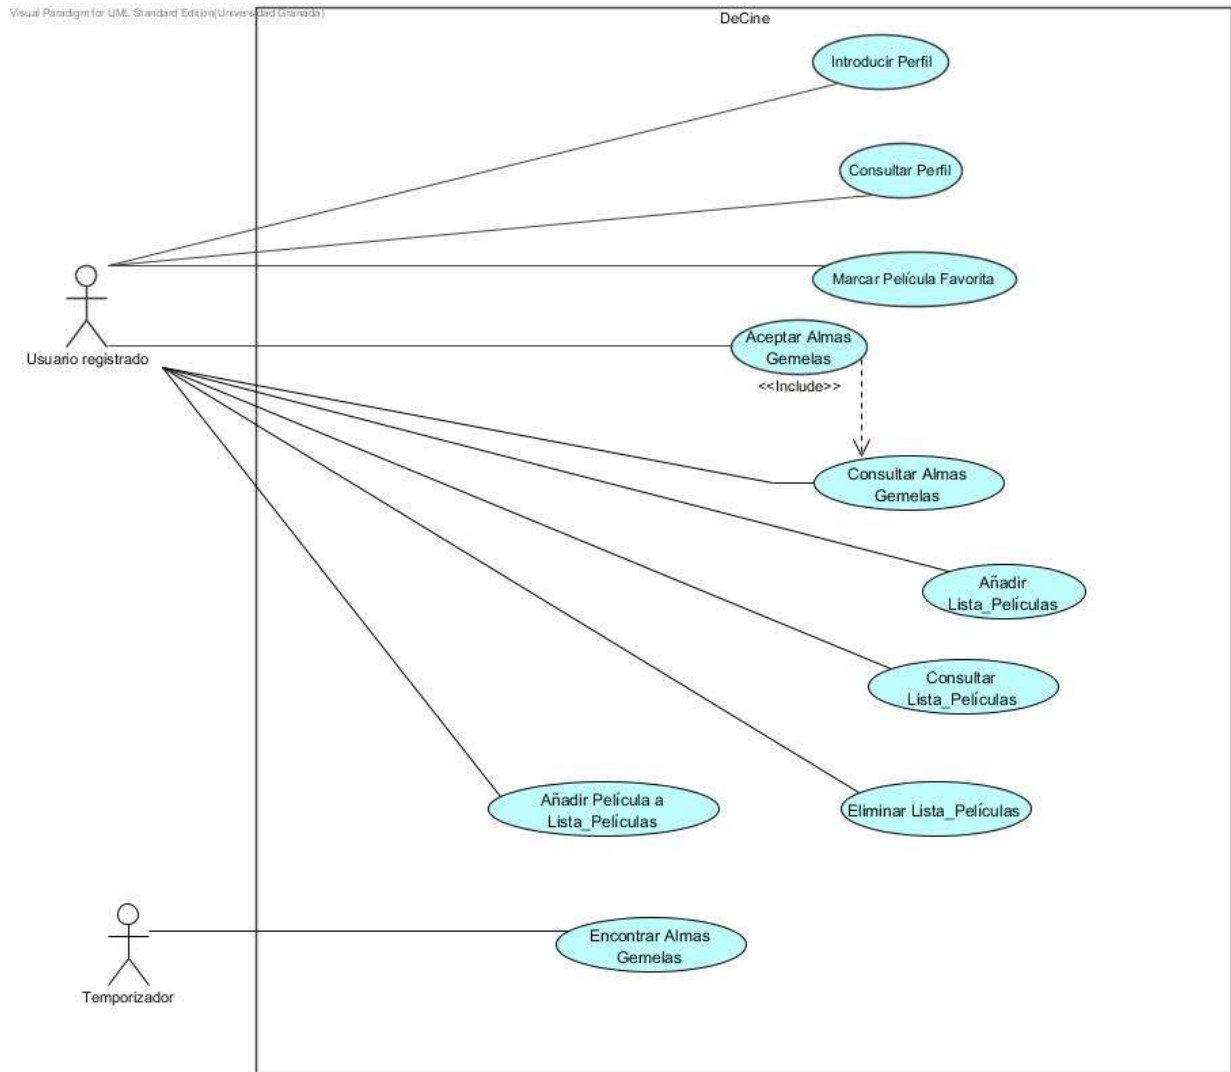 Visual Paradigm for UML Standard Edition(Universidad Granada)
DeCine
Introducir Perfil
Consultar Perfil
Marcar Película Favorita
Usuario registrado
Aceptar Almas
Gemelas
<<Include>>
Consultar Almas
Gemelas
Añadir
Lista_Películas
Consultar
Lista_Películas
Añadir Película a
Lista_Películas
Eliminar Lista_Películas
Encontrar Almas
Gemelas
Temporizador